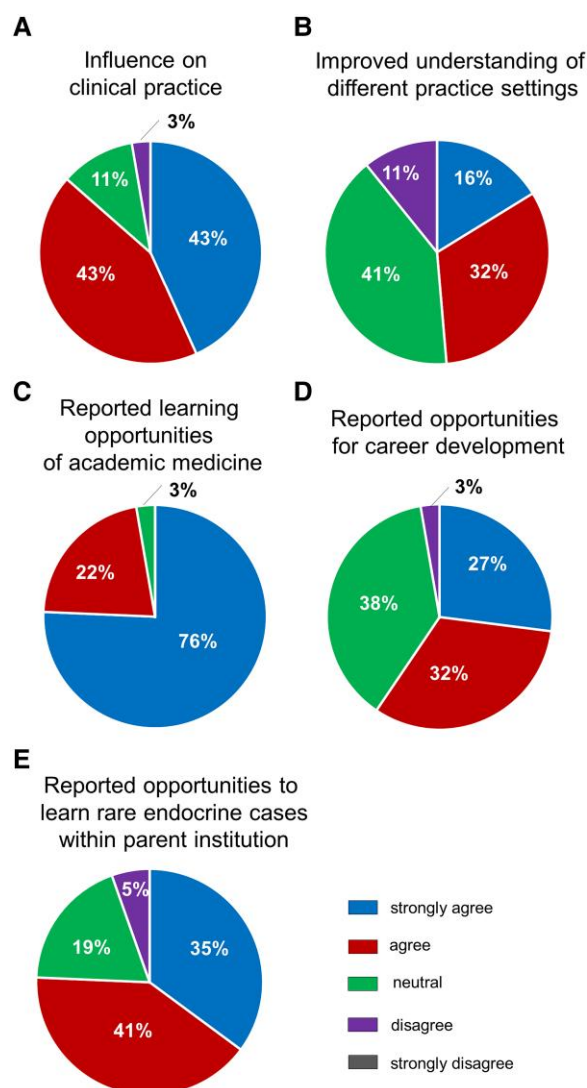 A
Influence on
clinical practice
3%
11%
43%
43%
B
Improved understanding of
different practice settings
11%
16%
41%
32%
C
Reported learning
opportunities
of academic medicine
3%
22%
76%
D
Reported opportunities
for career development
3%
27%
38%
32%
E
Reported opportunities to
learn rare endocrine cases
within parent institution
5%
35%
19%
41%
strongly agree
agree
neutral
disagree
strongly disagree